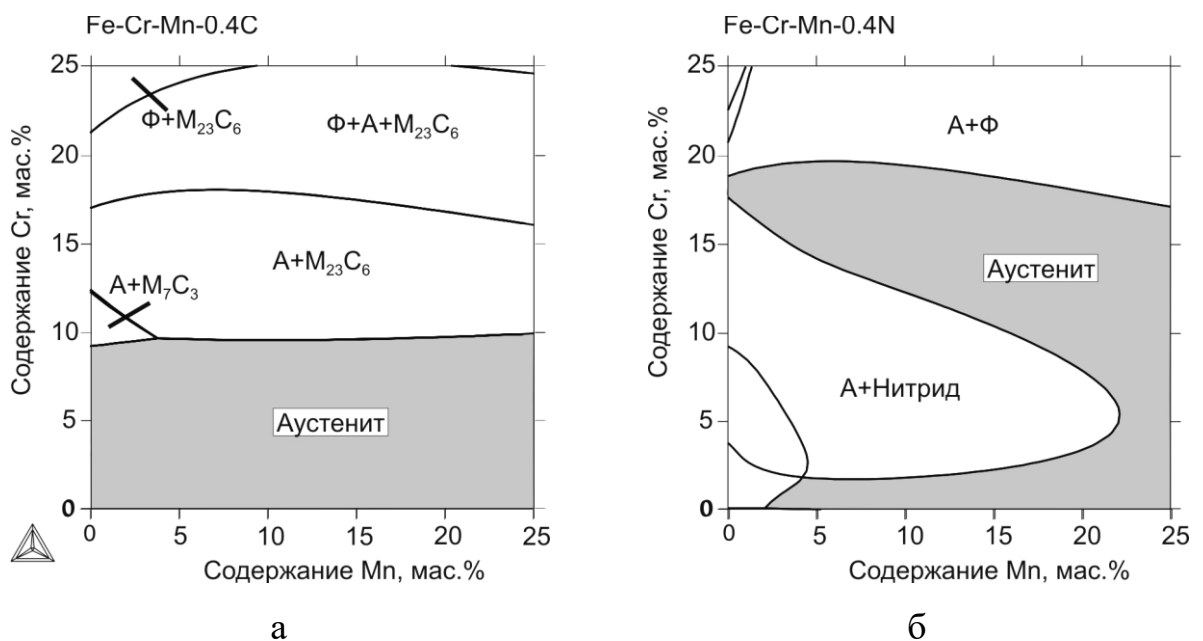 Fe-Cr-Mn-0.4C
25
20
15
10
5
0
Содержание Cr, мас.%
Ф+M₂₃C₆
Ф+А+M₂₃C₆
А+M₂₃C₆
А+M₇C₃
Аустенит
0 5 10 15 20 25
Содержание Mn, мас.%
а
Fe-Cr-Mn-0.4N
25
20
15
10
5
0
Содержание Cr, мас.%
А+Ф
Аустенит
А+Нитрид
0 5 10 15 20 25
Содержание Mn, мас.%
б